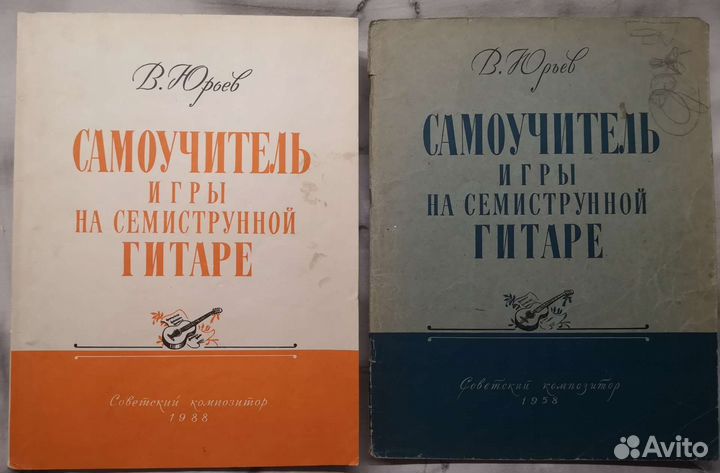 В. Юрьев
САМОУЧИТЕЛЬ
ИГРЫ
НА СЕМИСТРУННОЙ
ГИТАРЕ
Советский композитор
1988
В. Юрьев
САМОУЧИТЕЛЬ
ИГРЫ
НА СЕМИСТРУННОЙ
ГИТАРЕ
Советский композитор
1958
Avito